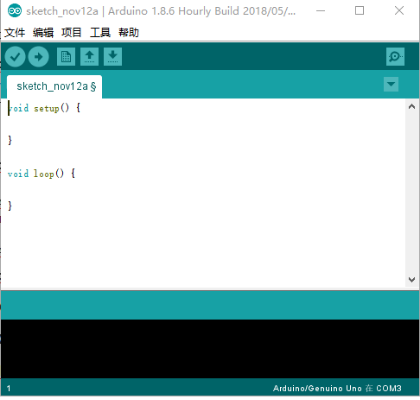 sketch_nov12a | Arduino 1.8.6 Hourly Build 2018/05/...
文件 编辑 项目 工具 帮助
sketch_nov12a §
void setup() {
}
void loop() {
}
1 Arduino/Genuino Uno 在 COM3